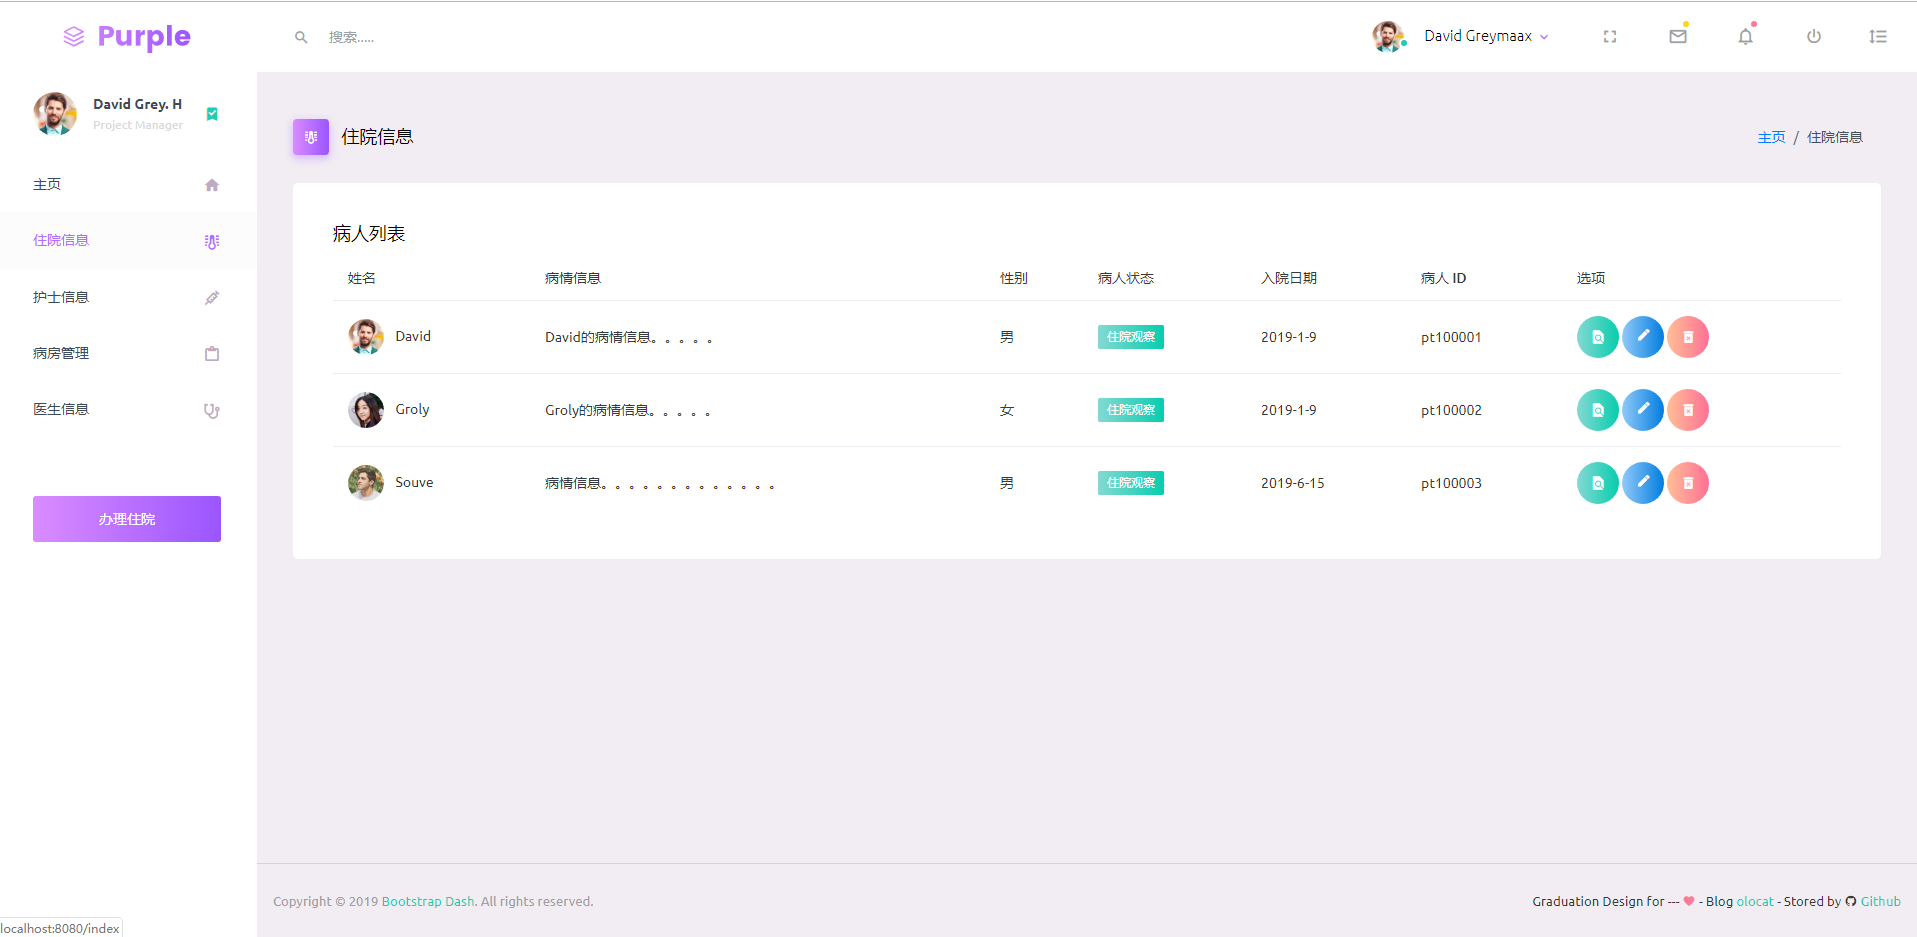 Purple
搜索.....
David Greymaax
David Grey. H
Project Manager
主页
住院信息
护士信息
病房管理
医生信息
办理住院
住院信息
主页 / 住院信息
病人列表
姓名 病情信息 性别 病人状态 入院日期 病人 ID 选项
David David的病情信息。。。。。 男 住院观察 2019-1-9 pt100001
Groly Groly的病情信息。。。。。 女 住院观察 2019-1-9 pt100002
Souve 病情信息。。。。。。。。。。。。。 男 住院观察 2019-6-15 pt100003
Copyright © 2019 Bootstrap Dash. All rights reserved.
Graduation Design for --- ♥ - Blog olocat - Stored by Github
localhost:8080/index